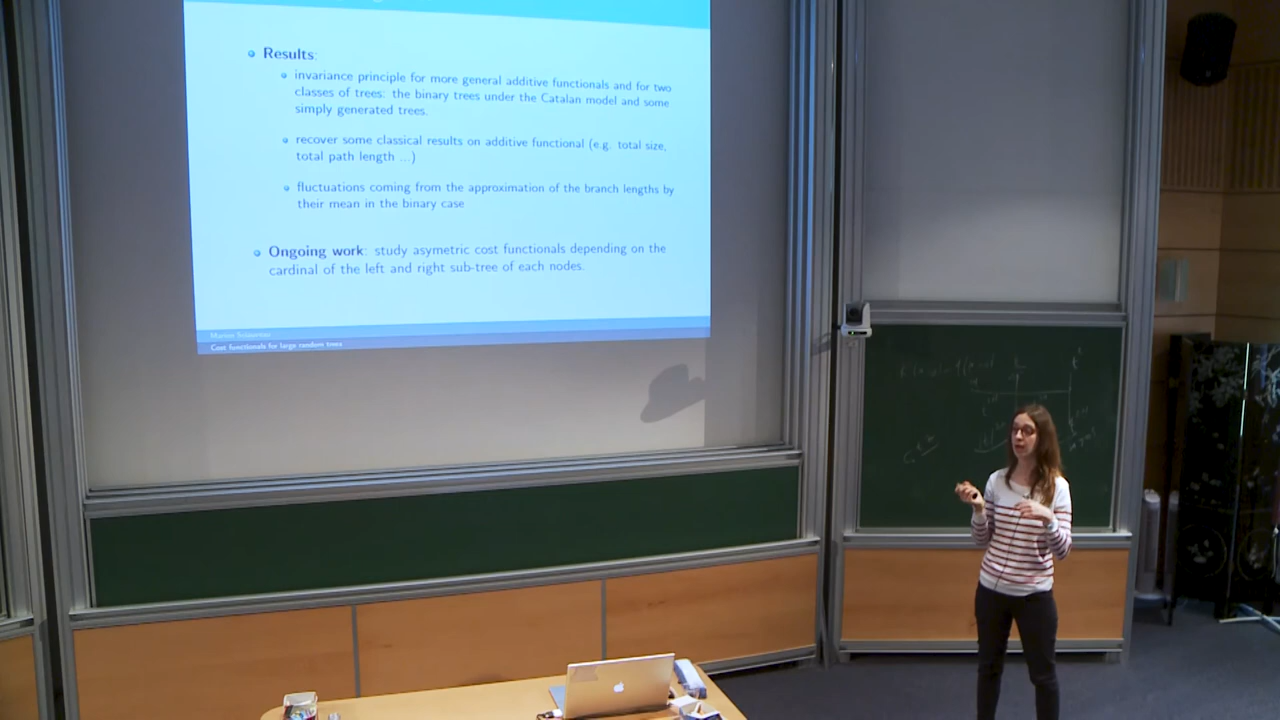 Results:
invariance principle for more general additive functionals and for two
classes of trees: the binary trees under the Catalan model and some
simply generated trees.
recover some classical results on additive functional (e.g. total size,
total path length ...)
fluctuations coming from the approximation of the branch lengths by
their mean in the binary case
Ongoing work: study asymetric cost functionals depending on the
cardinal of the left and right sub-tree of each nodes.
Marion
Cost functionals for large random trees